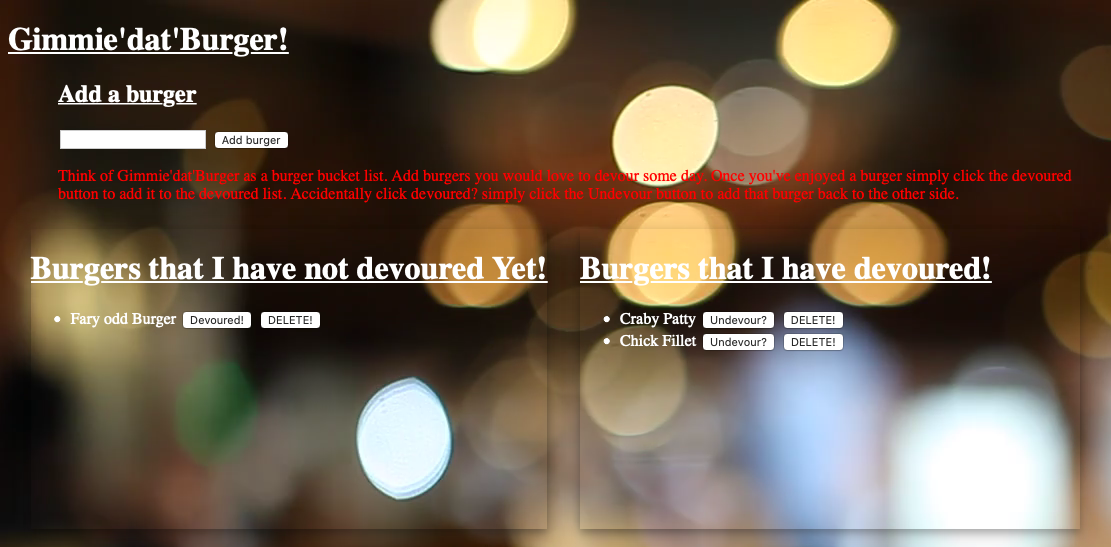 Gimmie'dat'Burger!
Add a burger
Add burger
Think of Gimmie'dat'Burger as a burger bucket list. Add burgers you would love to devour some day. Once you've enjoyed a burger simply click the devoured
button to add it to the devoured list. Accidentally click devoured? simply click the Undevour button to add that burger back to the other side.
Burgers that I have not devoured Yet!
Fary odd Burger Devoured! DELETE!
Burgers that I have devoured!
Craby Patty Undevour? DELETE!
Chick Fillet Undevour? DELETE!